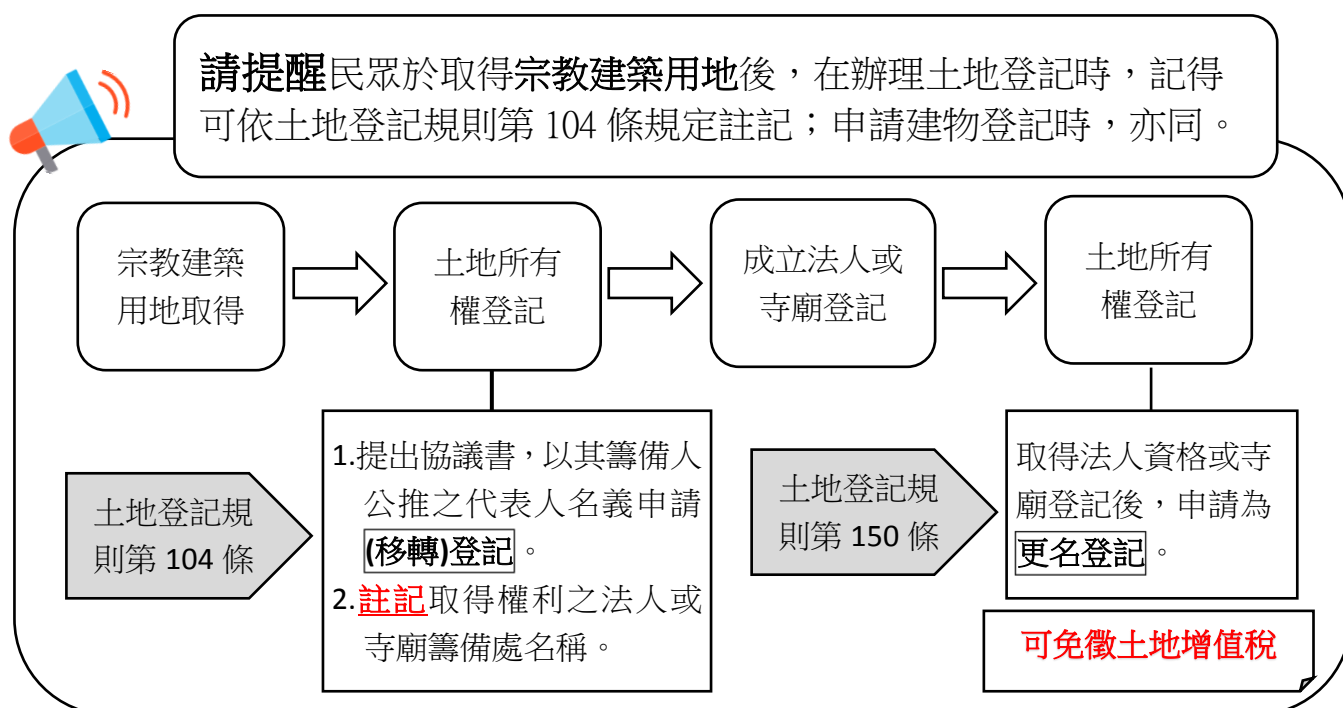 請提醒民眾於取得宗教建築用地後，在辦理土地登記時，記得
可依土地登記規則第 104 條規定註記；申請建物登記時，亦同。
宗教建築
用地取得
土地所有
權登記
成立法人或
寺廟登記
土地所有
權登記
土地登記規
則第 104 條
1.提出協議書，以其籌備人
公推之代表人名義申請
(移轉)登記。
2.註記取得權利之法人或
寺廟籌備處名稱。
土地登記規
則第 150 條
取得法人資格或寺
廟登記後，申請為
更名登記。
可免徵土地增值稅